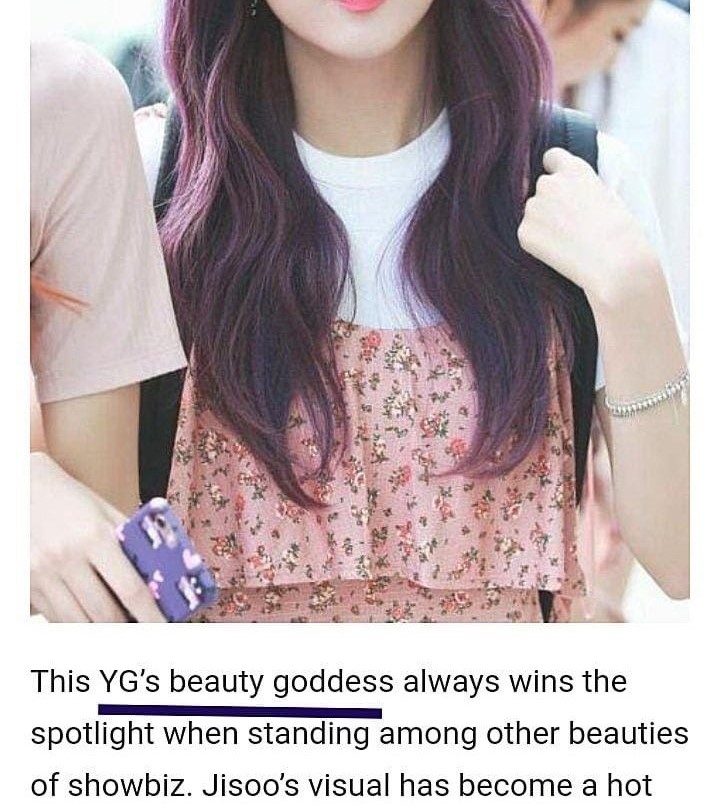 This YG’s beauty goddess always wins the
spotlight when standing among other beauties
of showbiz. Jisoo’s visual has become a hot